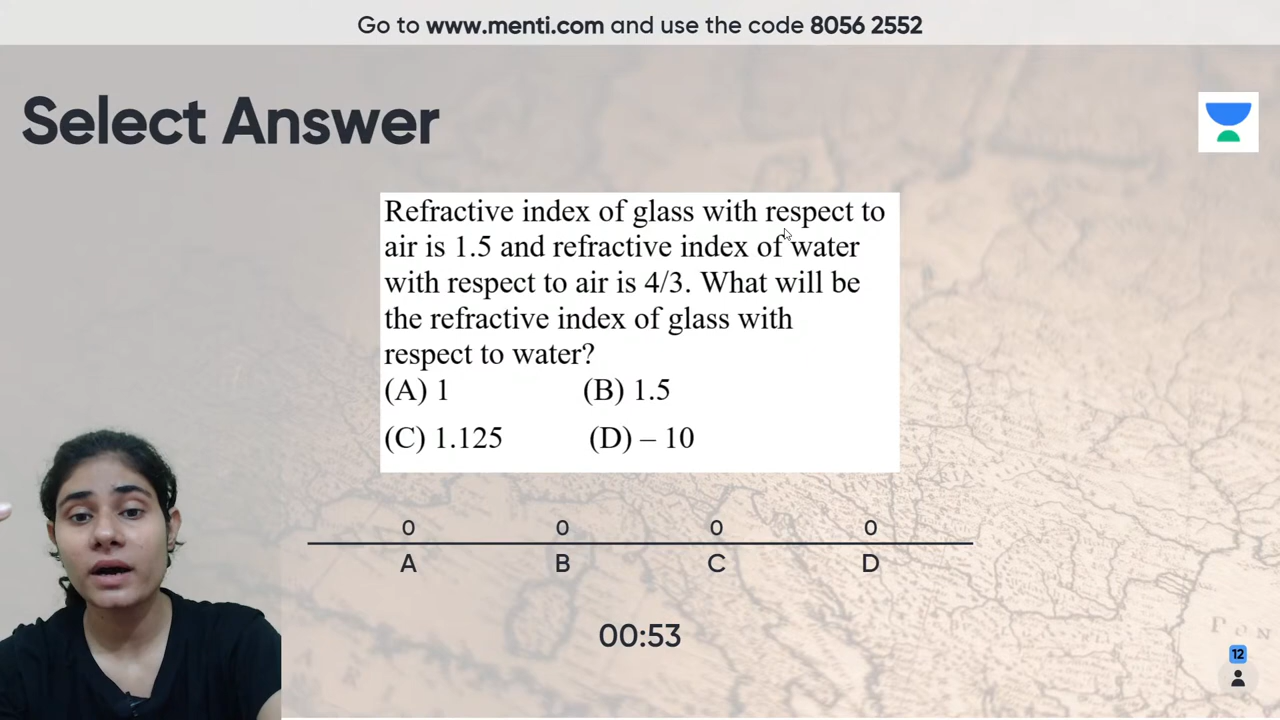 Go to www.menti.com and use the code 8056 2552
Select Answer
Refractive index of glass with respect to
air is 1.5 and refractive index of water
with respect to air is 4/3. What will be
the refractive index of glass with
respect to water?
(A) 1 (B) 1.5
(C) 1.125 (D) – 10
0 0 0 0
A B C D
00:53
12
PON